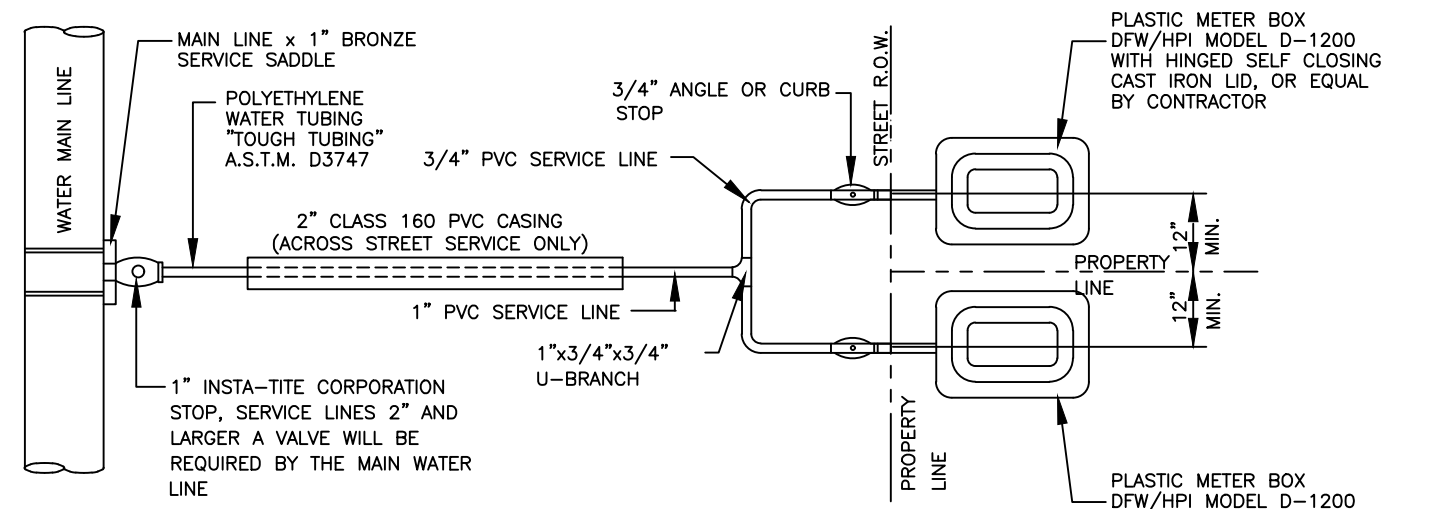 WATER MAIN LINE
MAIN LINE x 1" BRONZE
SERVICE SADDLE
POLYETHYLENE
WATER TUBING
"TOUGH TUBING"
A.S.T.M. D3747
2" CLASS 160 PVC CASING
(ACROSS STREET SERVICE ONLY)
3/4" PVC SERVICE LINE
3/4" ANGLE OR CURB
STOP
STREET R.O.W.
PLASTIC METER BOX
DFW/HPI MODEL D-1200
WITH HINGED SELF CLOSING
CAST IRON LID, OR EQUAL
BY CONTRACTOR
12"
MIN.
PROPERTY
LINE
12"
MIN.
1" PVC SERVICE LINE
1"x3/4"x3/4"
U-BRANCH
1" INSTA-TITE CORPORATION
STOP, SERVICE LINES 2" AND
LARGER A VALVE WILL BE
REQUIRED BY THE MAIN WATER
LINE
PROPERTY
LINE
PLASTIC METER BOX
DFW/HPI MODEL D-1200